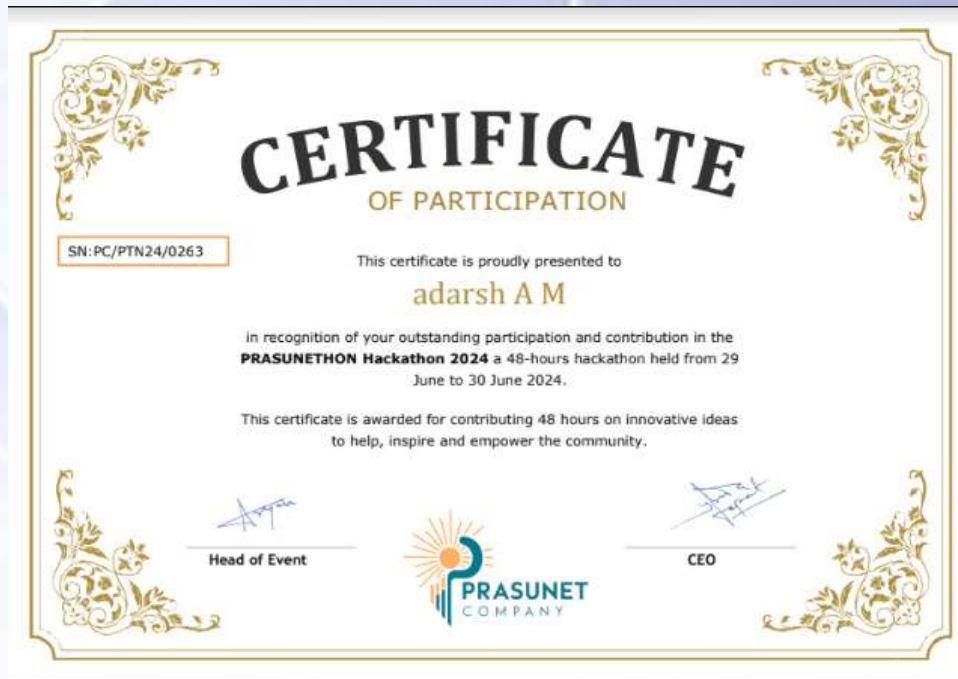 CERTIFICATE
OF PARTICIPATION
SN:PC/PTN24/0263
This certificate is proudly presented to
adarsh A M
in recognition of your outstanding participation and contribution in the
PRASUNETHON Hackathon 2024 a 48-hours hackathon held from 29
June to 30 June 2024.
This certificate is awarded for contributing 48 hours on innovative ideas
to help, inspire and empower the community.
Head of Event
CEO
PRASUNET
COMPANY